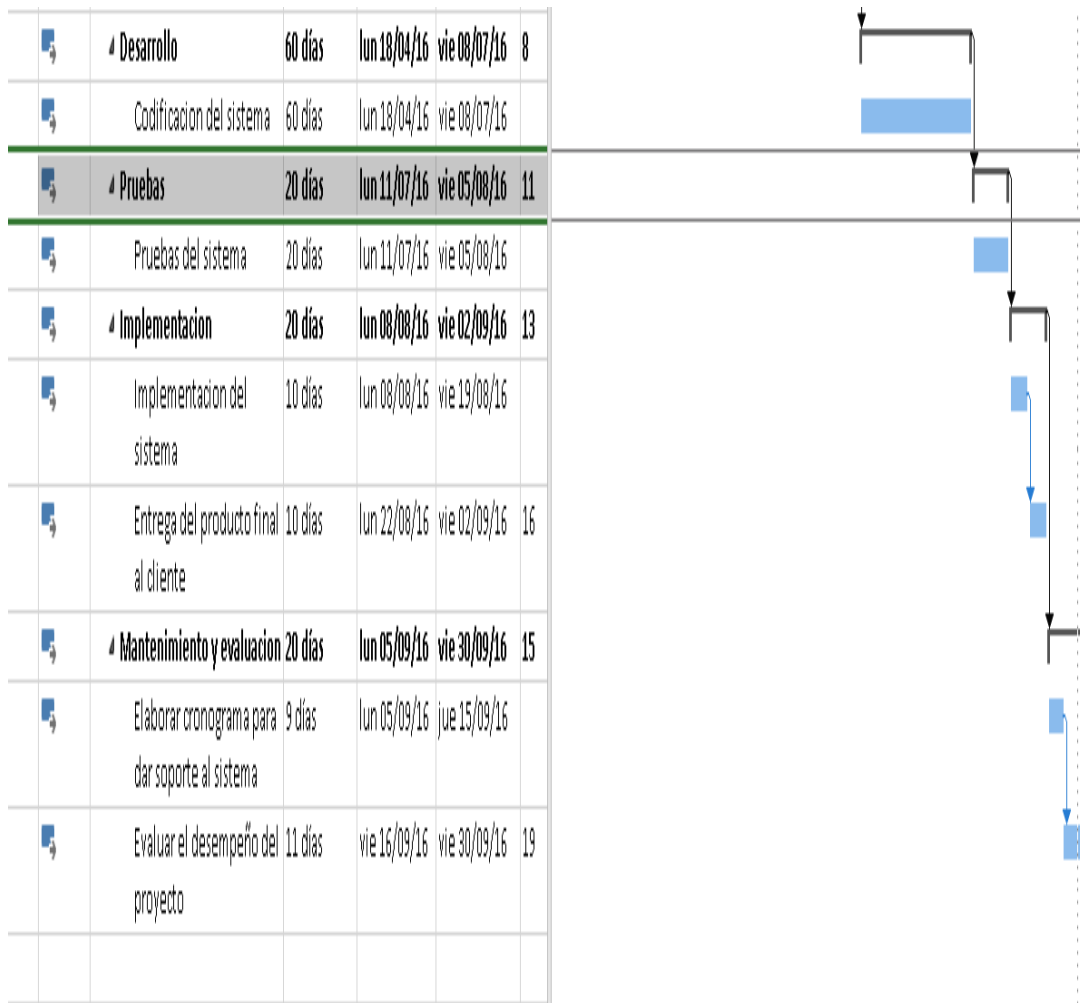 Desarrollo 60 días lun 18/04/16 vie 08/07/16 8
Codificacion del sistema 60 días lun 18/04/16 vie 08/07/16
Pruebas 20 días lun 11/07/16 vie 05/08/16 11
Pruebas del sistema 20 días lun 11/07/16 vie 05/08/16
Implementacion 20 días lun 08/08/16 vie 02/09/16 13
Implementacion del 10 días lun 08/08/16 vie 19/08/16
sistema
Entrega del producto final 10 días lun 22/08/16 vie 02/09/16 16
al cliente
Mantenimiento y evaluacion 20 días lun 05/09/16 vie 30/09/16 15
Elaborar cronograma para 9 días lun 05/09/16 jue 15/09/16
dar soporte al sistema
Evaluar el desempeño del 11 días vie 16/09/16 vie 30/09/16 19
proyecto